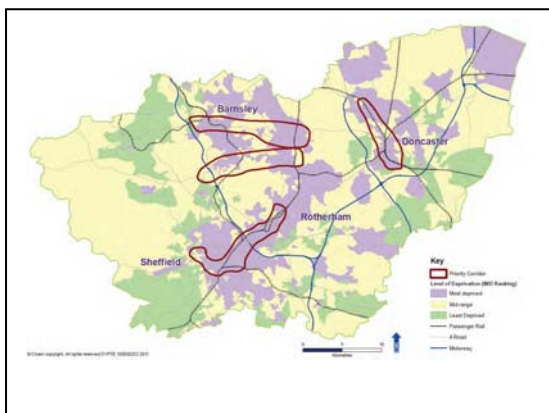 Barnsley
Doncaster
Rotherham
Sheffield
Key
Priority Corridor
Level of Deprivation (IMD Ranking)
Most deprived
Mid range
Least Deprived
Passenger Rail
A Road
Motorway
Kilometres